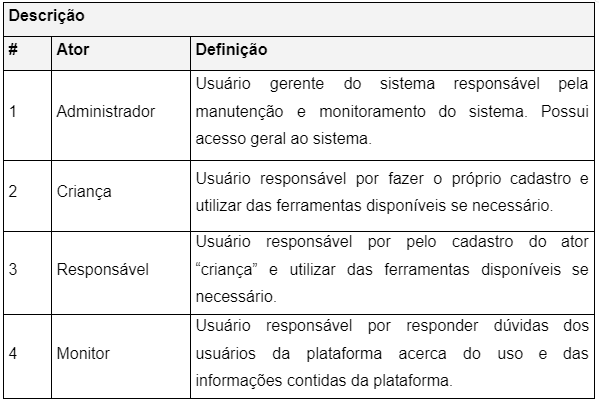 Descrição
# Ator Definição
1 Administrador Usuário gerente do sistema responsável pela
manutenção e monitoramento do sistema. Possui
acesso geral ao sistema.
2 Criança Usuário responsável por fazer o próprio cadastro e
utilizar das ferramentas disponíveis se necessário.
3 Responsável Usuário responsável por pelo cadastro do ator
“criança” e utilizar das ferramentas disponíveis se
necessário.
4 Monitor Usuário responsável por responder dúvidas dos
usuários da plataforma acerca do uso e das
informações contidas da plataforma.